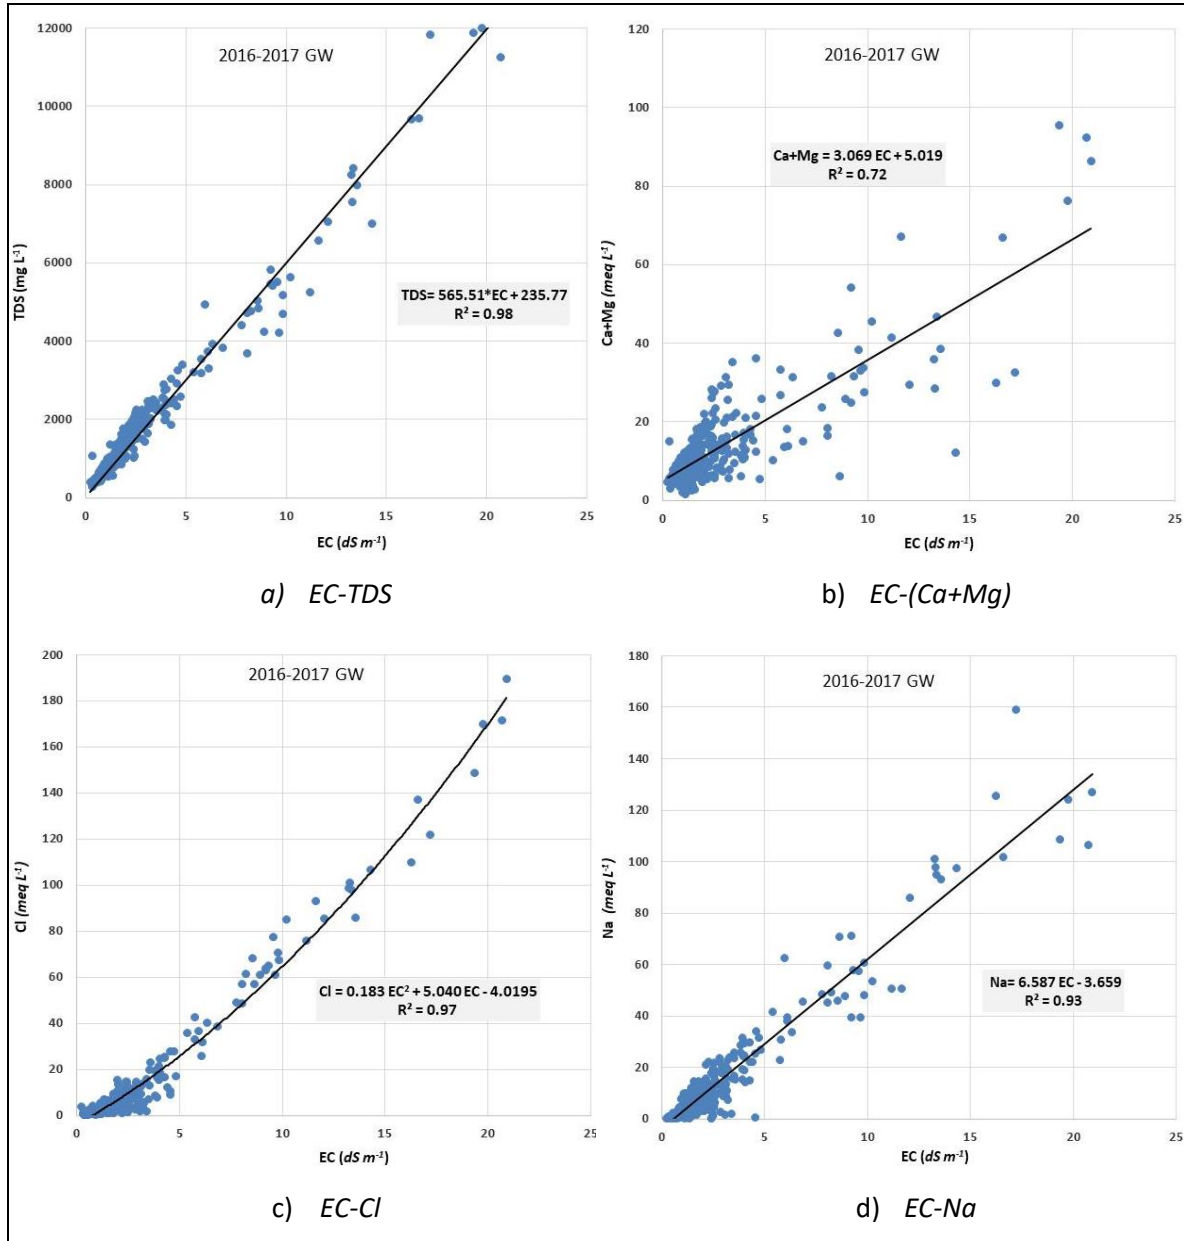 2016-2017 GW
12000
10000
8000
6000
4000
2000
0
TDS (mg L⁻¹)
TDS= 565.51*EC + 235.77
R² = 0.98
0 5 10 15 20 25
EC (dS m⁻¹)
a) EC-TDS
2016-2017 GW
120
100
80
60
40
20
0
Ca+Mg (meq L⁻¹)
Ca+Mg = 3.069 EC + 5.019
R² = 0.72
0 5 10 15 20 25
EC (dS m⁻¹)
b) EC-(Ca+Mg)
2016-2017 GW
200
180
160
140
120
100
80
60
40
20
0
Cl (meq L⁻¹)
Cl = 0.183 EC² + 5.040 EC - 4.0195
R² = 0.97
0 5 10 15 20 25
EC (dS m⁻¹)
c) EC-Cl
2016-2017 GW
180
160
140
120
100
80
60
40
20
0
Na (meq L⁻¹)
Na= 6.587 EC - 3.659
R² = 0.93
0 5 10 15 20 25
EC (dS m⁻¹)
d) EC-Na